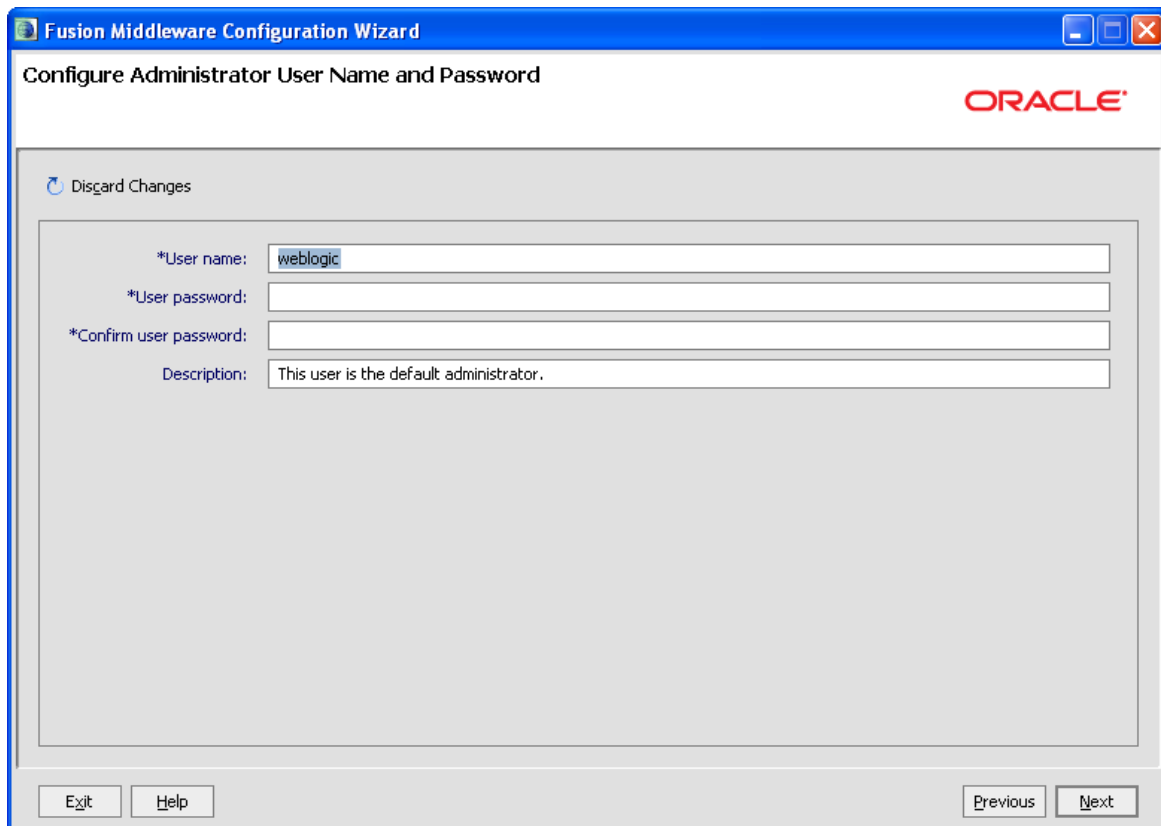 Fusion Middleware Configuration Wizard
Configure Administrator User Name and Password
ORACLE
Discard Changes
*User name: weblogic
*User password:
*Confirm user password:
Description: This user is the default administrator.
Exit Help Previous Next